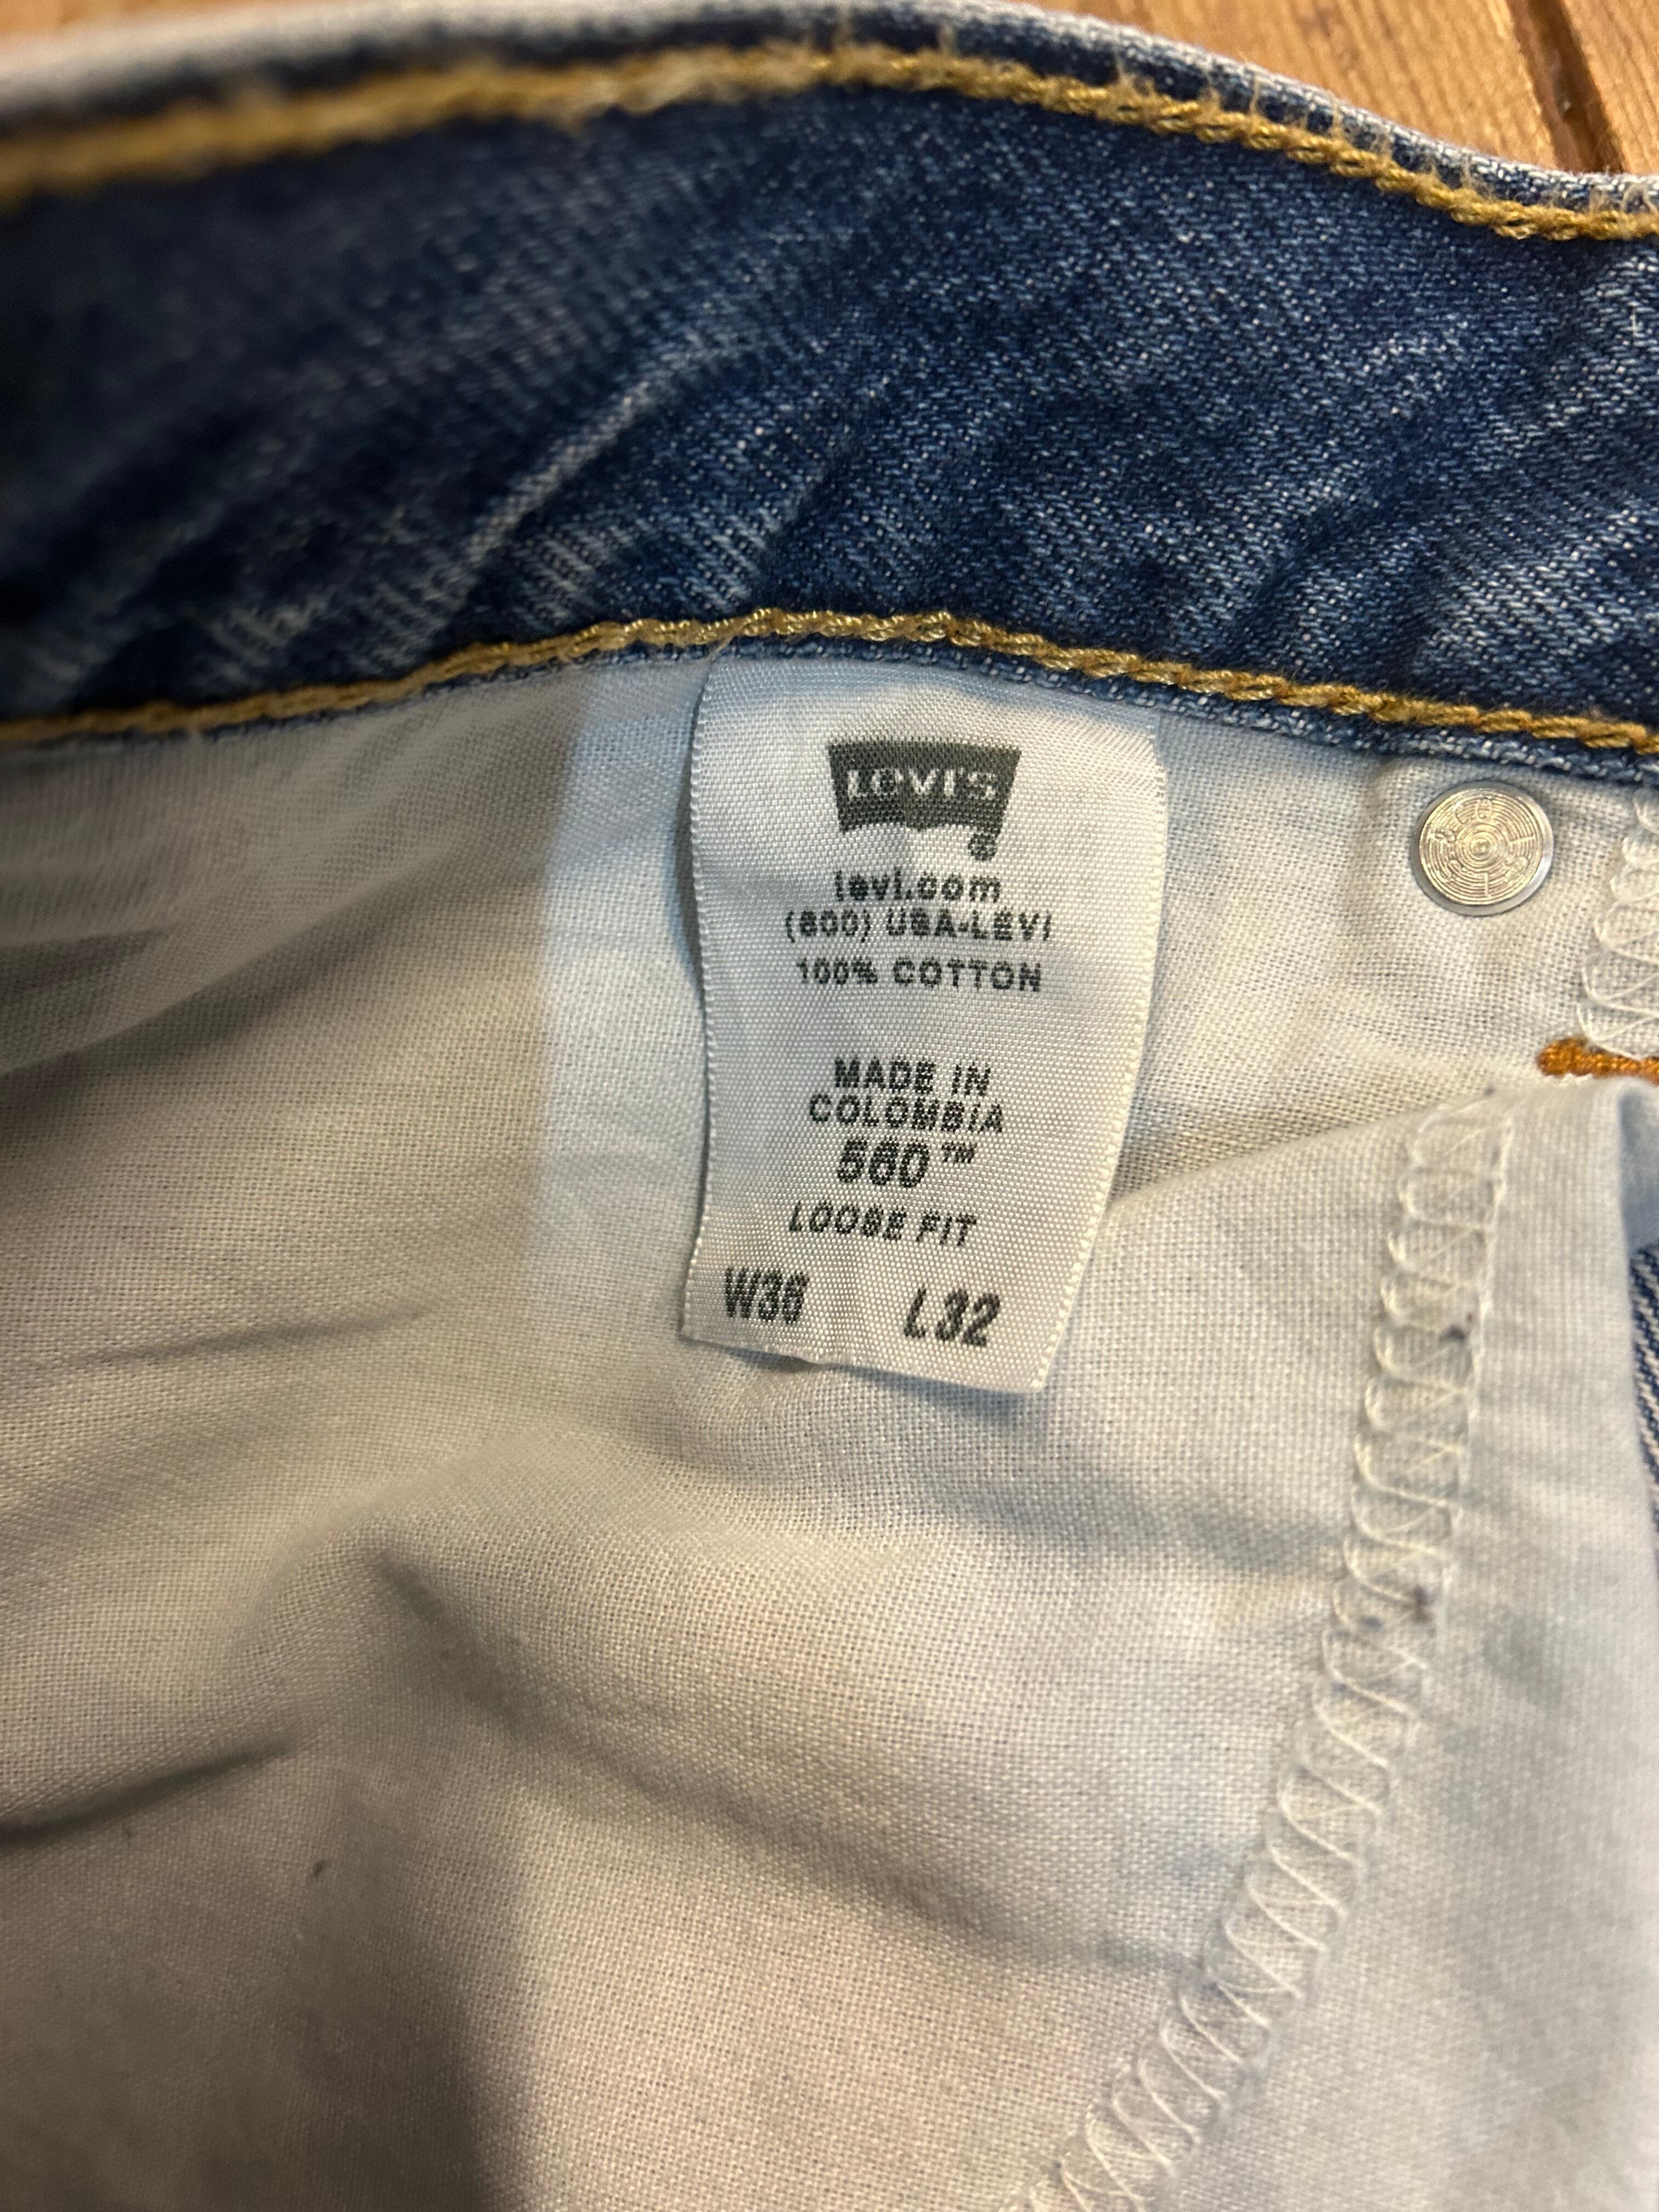 LEVI'S
®
levi.com
(800) USA-LEVI
100% COTTON
MADE IN
COLOMBIA
560™
LOOSE FIT
W36 L32